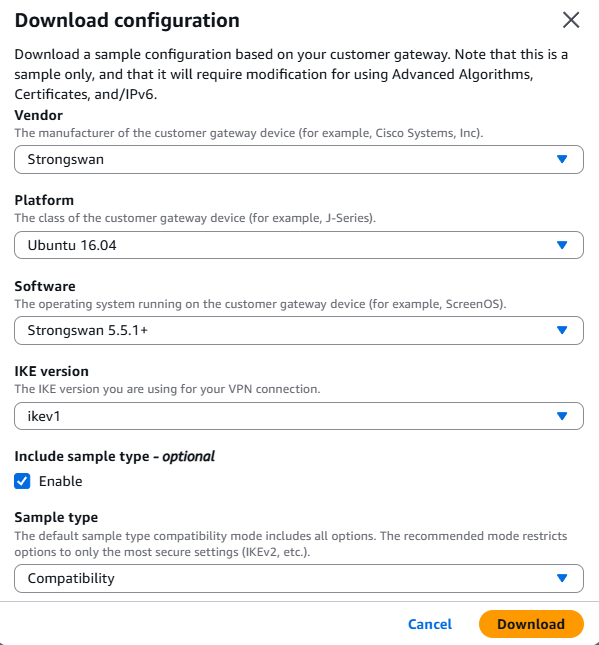 Download configuration
Download a sample configuration based on your customer gateway. Note that this is a
sample only, and that it will require modification for using Advanced Algorithms,
Certificates, and/IPv6.
Vendor
The manufacturer of the customer gateway device (for example, Cisco Systems, Inc).
Strongswan
Platform
The class of the customer gateway device (for example, J-Series).
Ubuntu 16.04
Software
The operating system running on the customer gateway device (for example, ScreenOS).
Strongswan 5.5.1+
IKE version
The IKE version you are using for your VPN connection.
ikev1
Include sample type - optional
Enable
Sample type
The default sample type compatibility mode includes all options. The recommended mode restricts
options to only the most secure settings (IKEv2, etc.).
Compatibility
Cancel Download